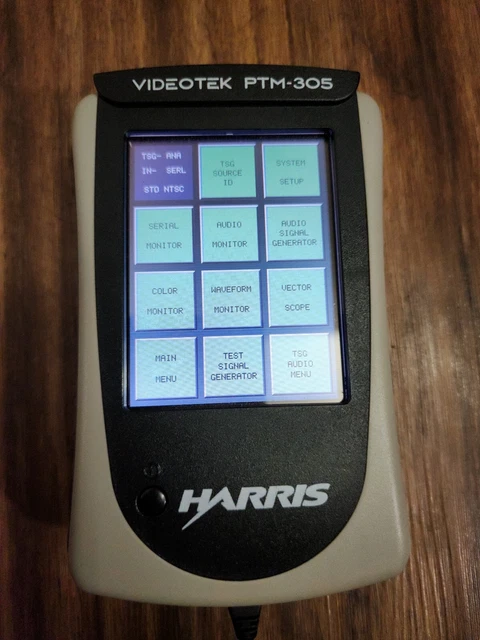 VIDEOTEK PTM-305
TSG- ANA
IN- SERL
STD NTSC
TSG
SOURCE
ID
SYSTEM
SETUP
SERIAL
MONITOR
AUDIO
MONITOR
AUDIO
SIGNAL
GENERATOR
COLOR
MONITOR
WAVEFORM
MONITOR
VECTOR
SCOPE
MAIN
MENU
TEST
SIGNAL
GENERATOR
TSG
AUDIO
MENU
HARRIS